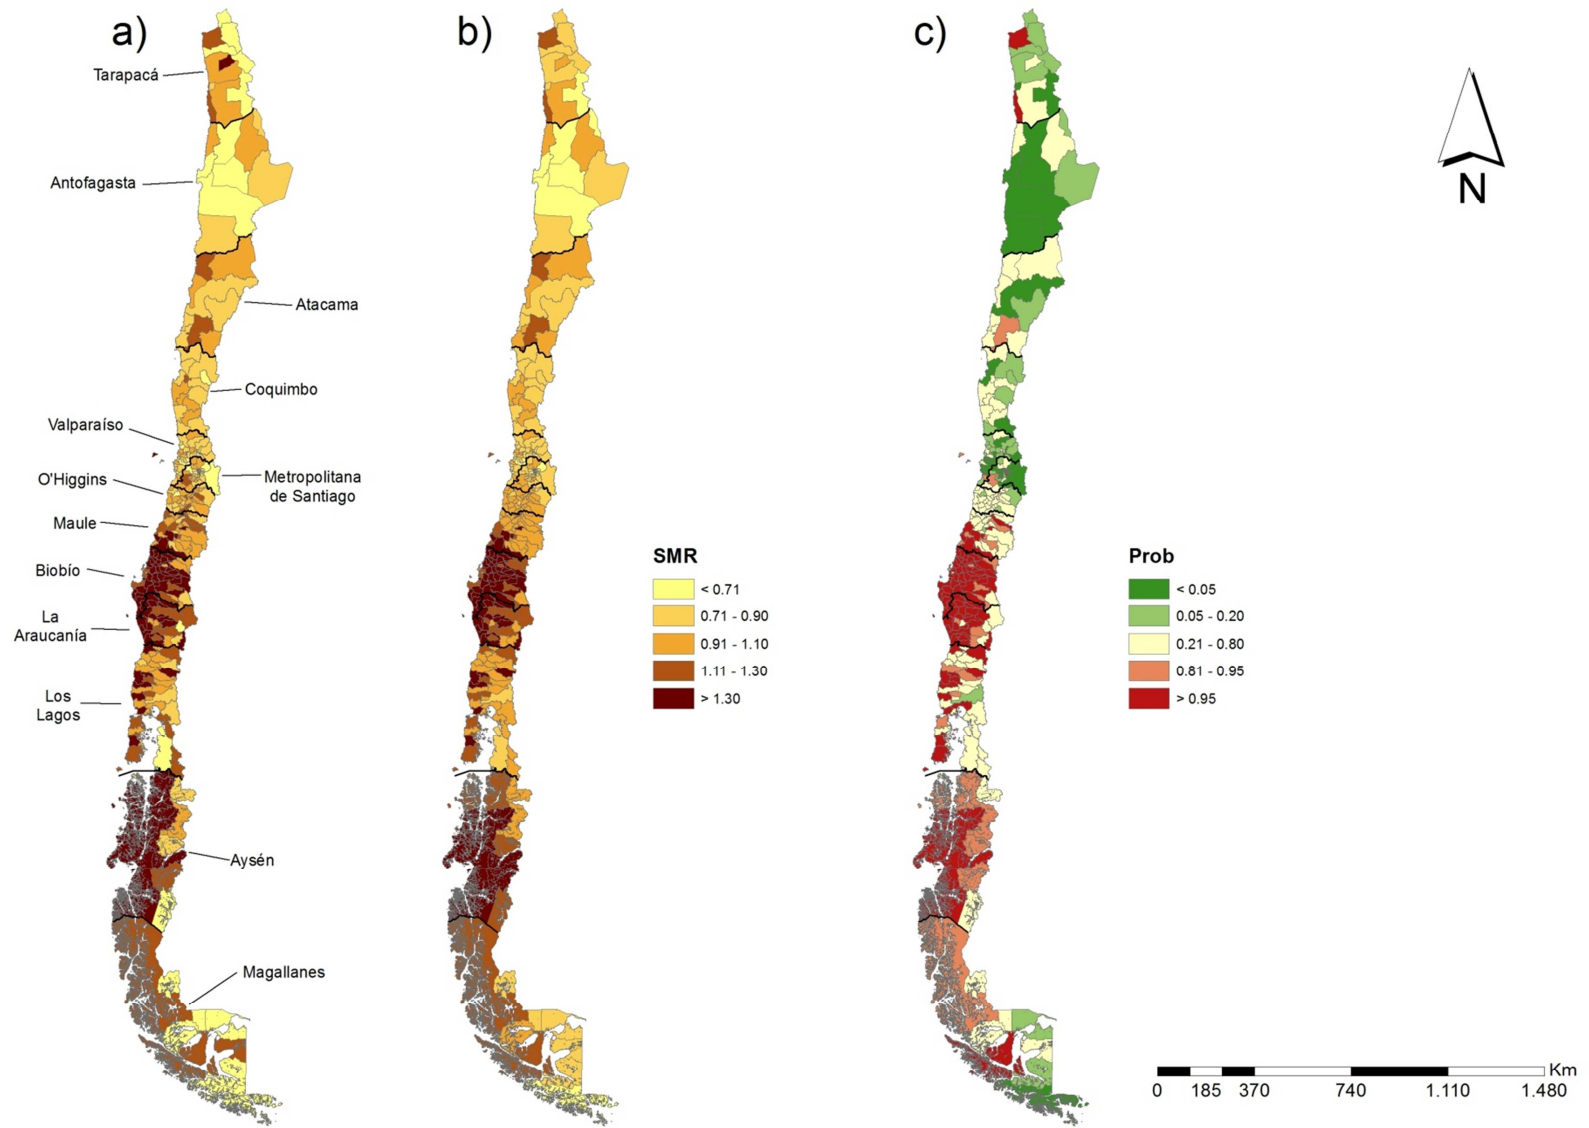 a)
b)
c)
Tarapacá
Antofagasta
Atacama
Coquimbo
Valparaíso
O'Higgins
Metropolitana
de Santiago
Maule
Biobío
La
Araucanía
Los
Lagos
Aysén
Magallanes
SMR
< 0.71
0.71 - 0.90
0.91 - 1.10
1.11 - 1.30
> 1.30
Prob
< 0.05
0.05 - 0.20
0.21 - 0.80
0.81 - 0.95
> 0.95
N
Km
0 185 370 740 1.110 1.480